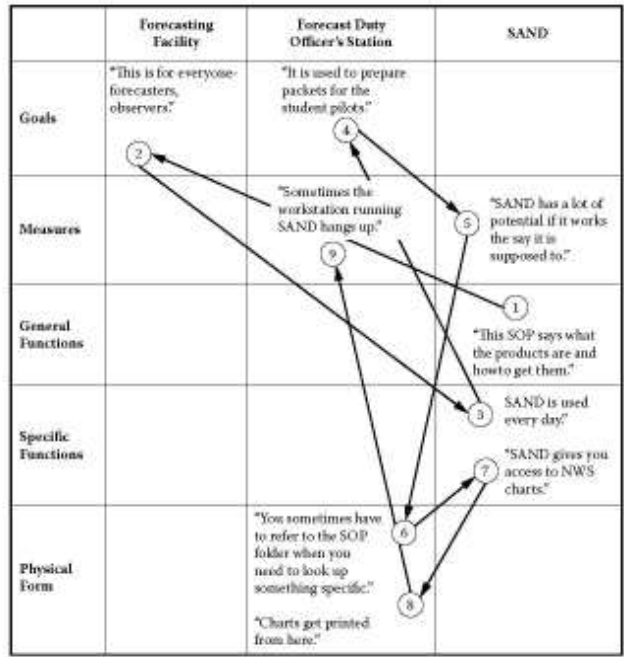 Forecasting
Facility
Forecast Duty
Officer's Station
SAND
Goals
"This is for everyone-
forecasters,
observers."
2
"It is used to prepare
packets for the
student pilots."
4
Measures
"Sometimes the
workstation running
SAND hangs up."
9
5
"SAND has a lot of
potential if it works
the say it is
supposed to."
General
Functions
1
"This SOP says what
the products are and
howto get them."
Specific
Functions
3
SAND is used
every day."
7
"SAND gives you
access to NWS
charts."
Physical
Form
"You sometimes have
to refer to the SOP
folder when you
need to look up
something specific."
6
8
"Charts get printed
from here."